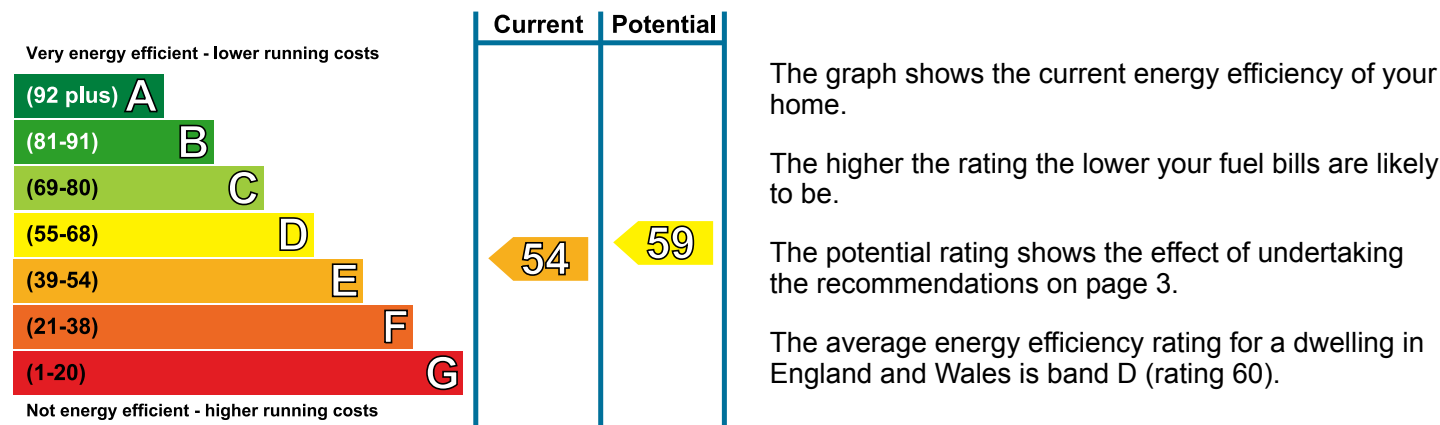 Current Potential
Very energy efficient - lower running costs
(92 plus) A
(81-91) B
(69-80) C
(55-68) D
(39-54) E
(21-38) F
(1-20) G
Not energy efficient - higher running costs
54
59
The graph shows the current energy efficiency of your
home.
The higher the rating the lower your fuel bills are likely
to be.
The potential rating shows the effect of undertaking
the recommendations on page 3.
The average energy efficiency rating for a dwelling in
England and Wales is band D (rating 60).